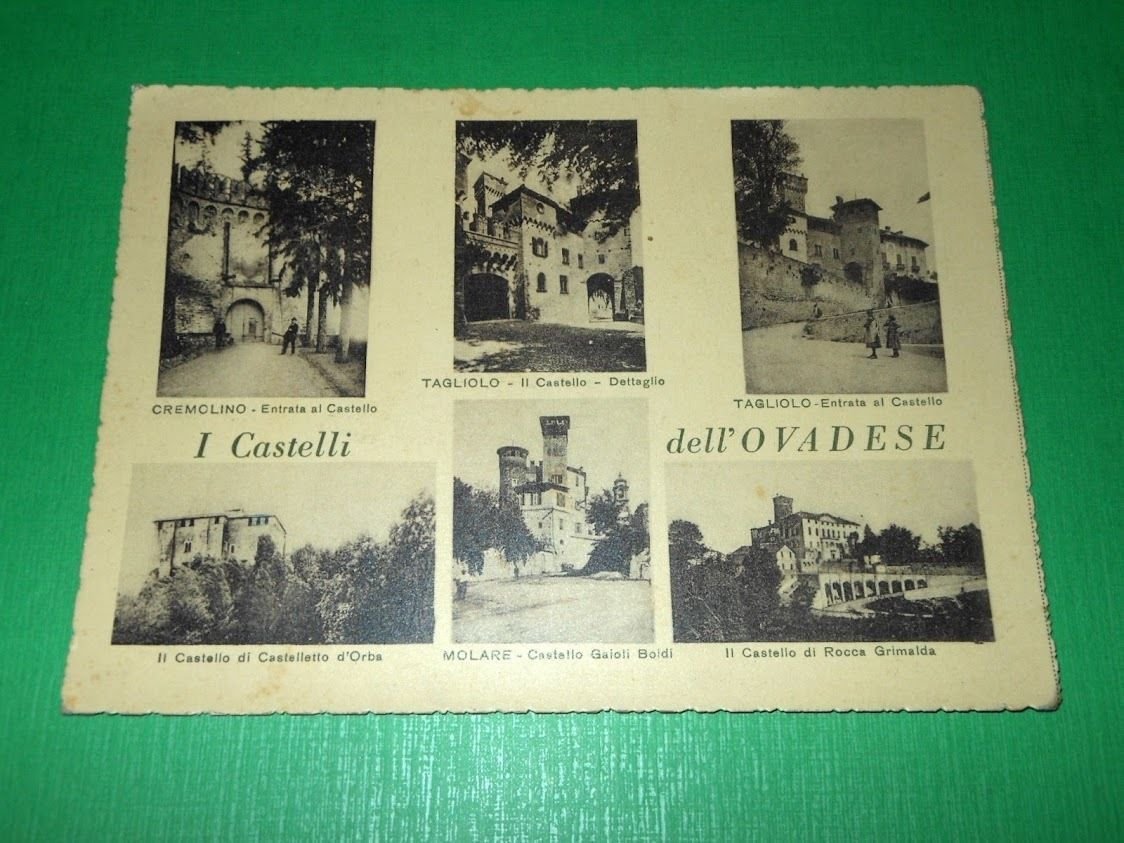 CREMOLINO - Entrata al Castello
TAGLIOLO - Il Castello - Dettaglio
TAGLIOLO - Entrata al Castello
I Castelli dell'OVADESE
Il Castello di Castelletto d'Orba
MOLARE - Castello Gaioli Boidi
Il Castello di Rocca Grimalda